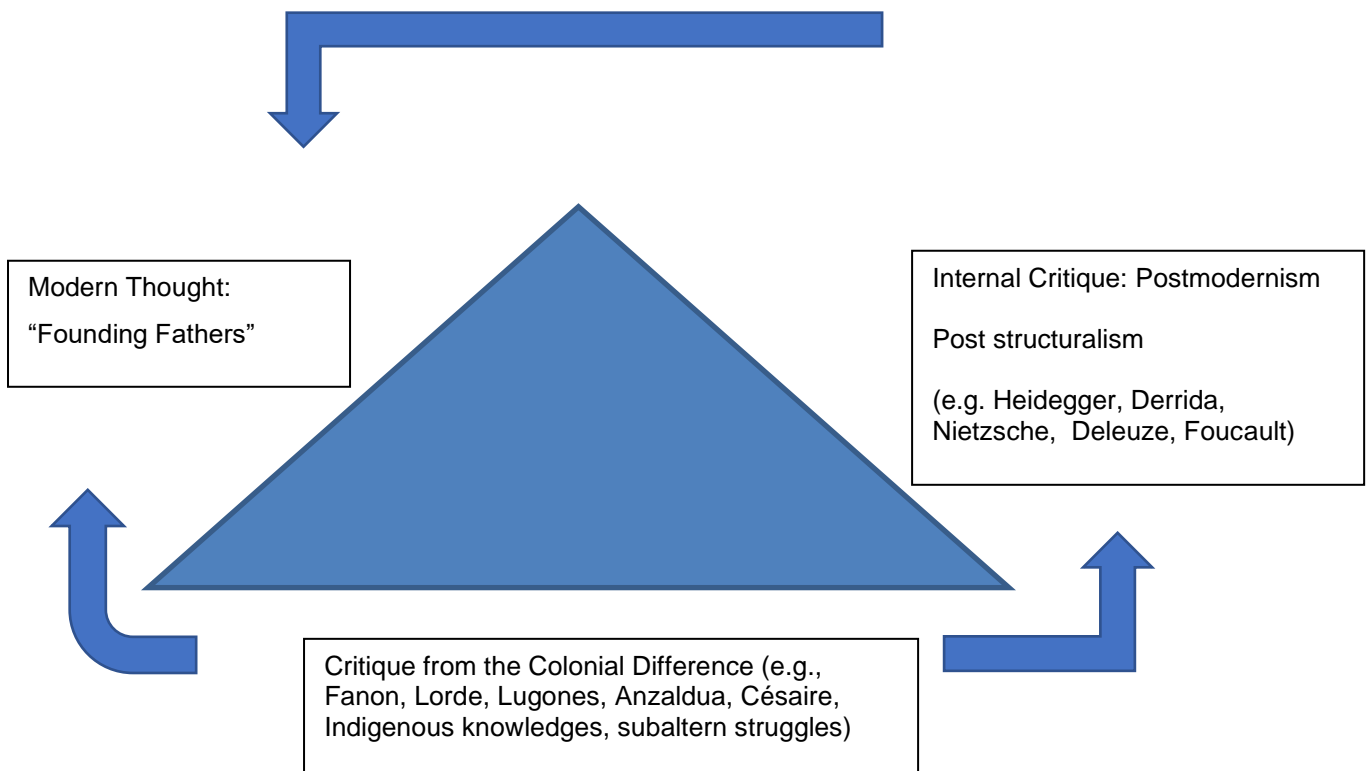 Modern Thought:
“Founding Fathers”
Internal Critique: Postmodernism
Post structuralism
(e.g. Heidegger, Derrida,
Nietzsche,  Deleuze, Foucault)
Critique from the Colonial Difference (e.g.,
Fanon, Lorde, Lugones, Anzaldua, Césaire,
Indigenous knowledges, subaltern struggles)